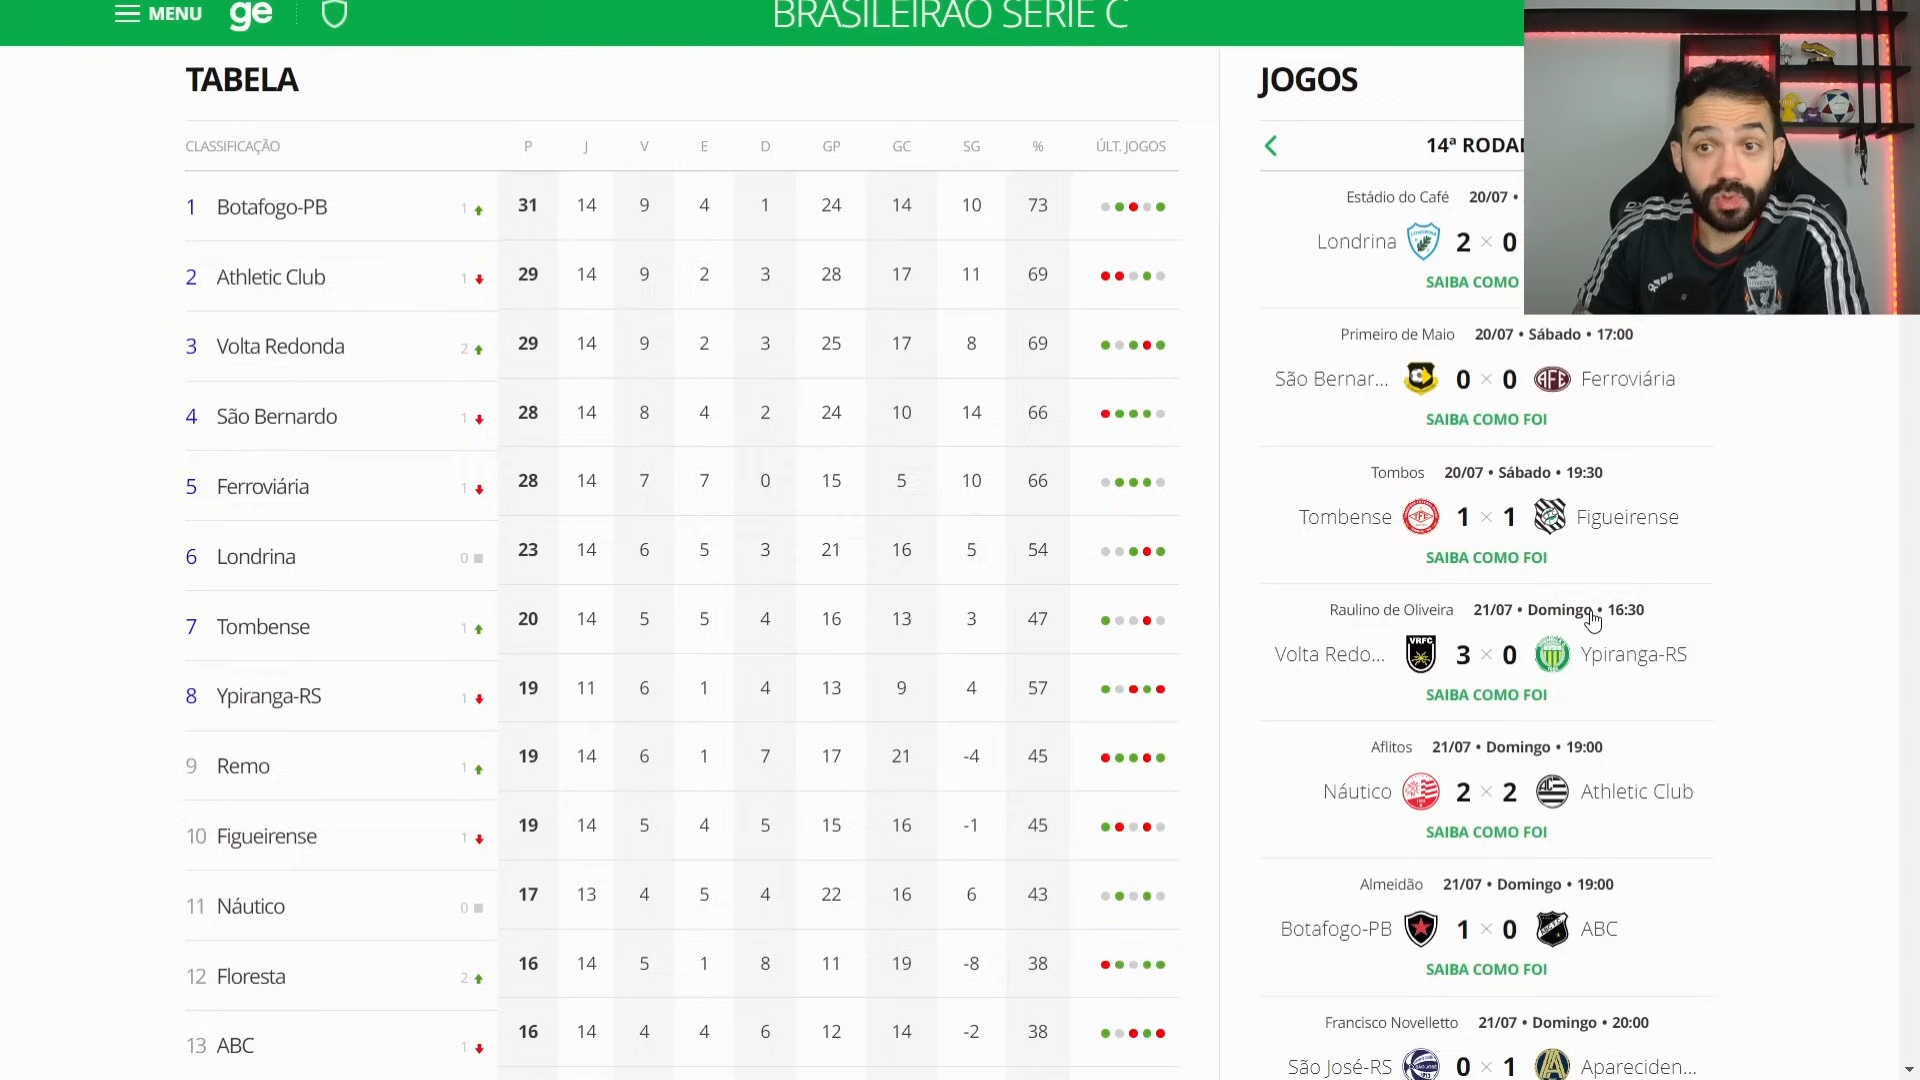 MENU ge BRASILEIRÃO SÉRIE C
TABELA
CLASSIFICAÇÃO P J V E D GP GC SG % ÚLT. JOGOS
1 Botafogo-PB 1 31 14 9 4 1 24 14 10 73
2 Athletic Club 1 29 14 9 2 3 28 17 11 69
3 Volta Redonda 2 29 14 9 2 3 25 17 8 69
4 São Bernardo 1 28 14 8 4 2 24 10 14 66
5 Ferroviária 1 28 14 7 7 0 15 5 10 66
6 Londrina 0 23 14 6 5 3 21 16 5 54
7 Tombense 1 20 14 5 5 4 16 13 3 47
8 Ypiranga-RS 1 19 11 6 1 4 13 9 4 57
9 Remo 1 19 14 6 1 7 17 21 -4 45
10 Figueirense 1 19 14 5 4 5 15 16 -1 45
11 Náutico 0 17 13 4 5 4 22 16 6 43
12 Floresta 2 16 14 5 1 8 11 19 -8 38
13 ABC 1 16 14 4 4 6 12 14 -2 38
JOGOS
14ª RODAD
Estádio do Café 20/07 •
Londrina 2 × 0
SAIBA COMO
Primeiro de Maio 20/07 • Sábado • 17:00
São Bernar... 0 × 0 AFE Ferroviária
SAIBA COMO FOI
Tombos 20/07 • Sábado • 19:30
Tombense 1 × 1 Figueirense
SAIBA COMO FOI
Raulino de Oliveira 21/07 • Domingo • 16:30
Volta Redo... VRFC 3 × 0 Ypiranga-RS
SAIBA COMO FOI
Aflitos 21/07 • Domingo • 19:00
Náutico 2 × 2 Athletic Club
SAIBA COMO FOI
Almeidão 21/07 • Domingo • 19:00
Botafogo-PB 1 × 0 ABC
SAIBA COMO FOI
Francisco Novelletto 21/07 • Domingo • 20:00
São José-RS 0 × 1 Apareciden...